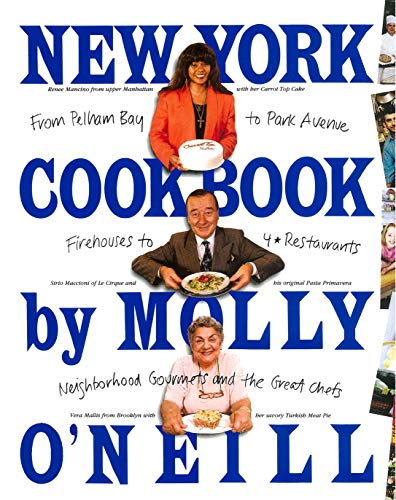 NEW YORK
Renee Mancino from upper Manhattan with her Carrot Top Cake
From Pelham Bay to Park Avenue
COOKBOOK
Firehouses to 4★Restaurants
Sirio Maccioni of Le Cirque and his original Pasta Primavera
by MOLLY
Neighborhood Gourmets and the Great Chefs
Vera Mallis from Brooklyn with her savory Turkish Meat Pie
O'NEILL